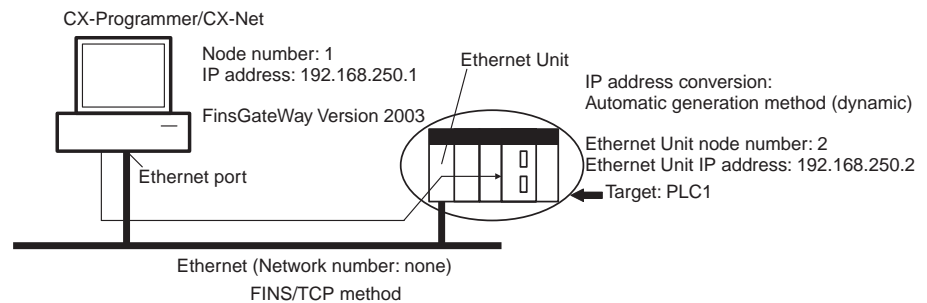 CX-Programmer/CX-Net
Node number: 1
IP address: 192.168.250.1
FinsGateWay Version 2003
Ethernet port
Ethernet Unit
IP address conversion:
Automatic generation method (dynamic)
Ethernet Unit node number: 2
Ethernet Unit IP address: 192.168.250.2
Target: PLC1
Ethernet (Network number: none)
FINS/TCP method